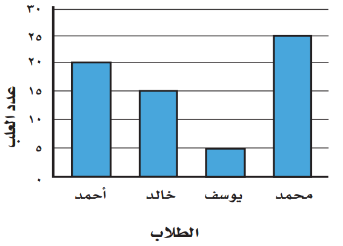 ٣٠
٢٥
٢٠
١٥
١٠
٥
٠
عدد العلب
أحمد خالد يوسف محمد
الطلاب